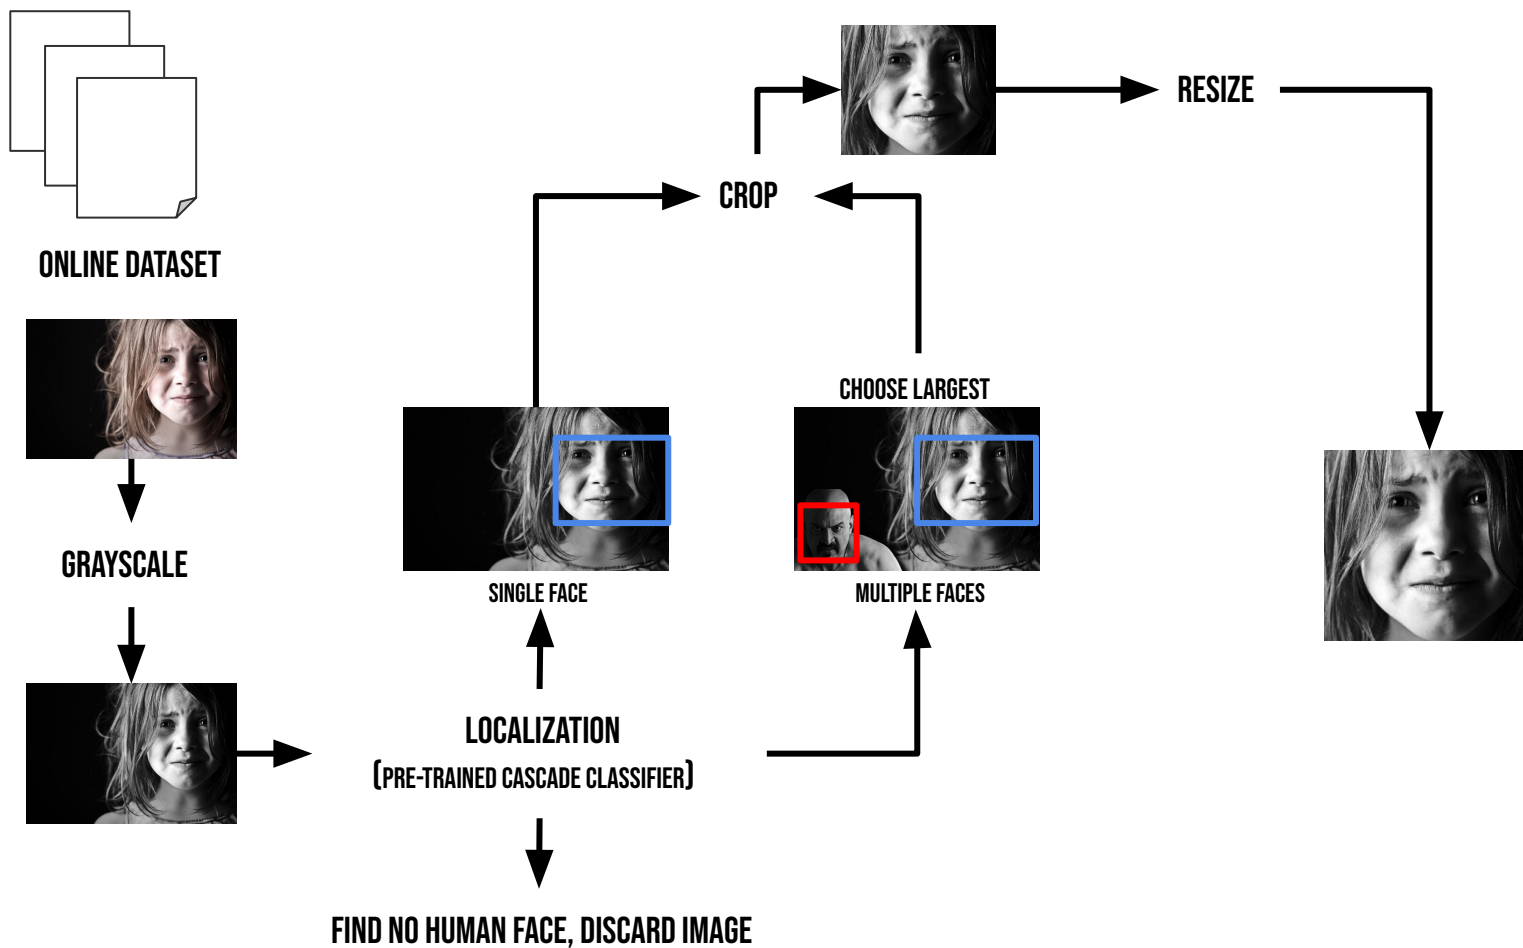 ONLINE DATASET
GRAYSCALE
LOCALIZATION
(PRE-TRAINED CASCADE CLASSIFIER)
FIND NO HUMAN FACE, DISCARD IMAGE
SINGLE FACE
CHOOSE LARGEST
MULTIPLE FACES
CROP
RESIZE